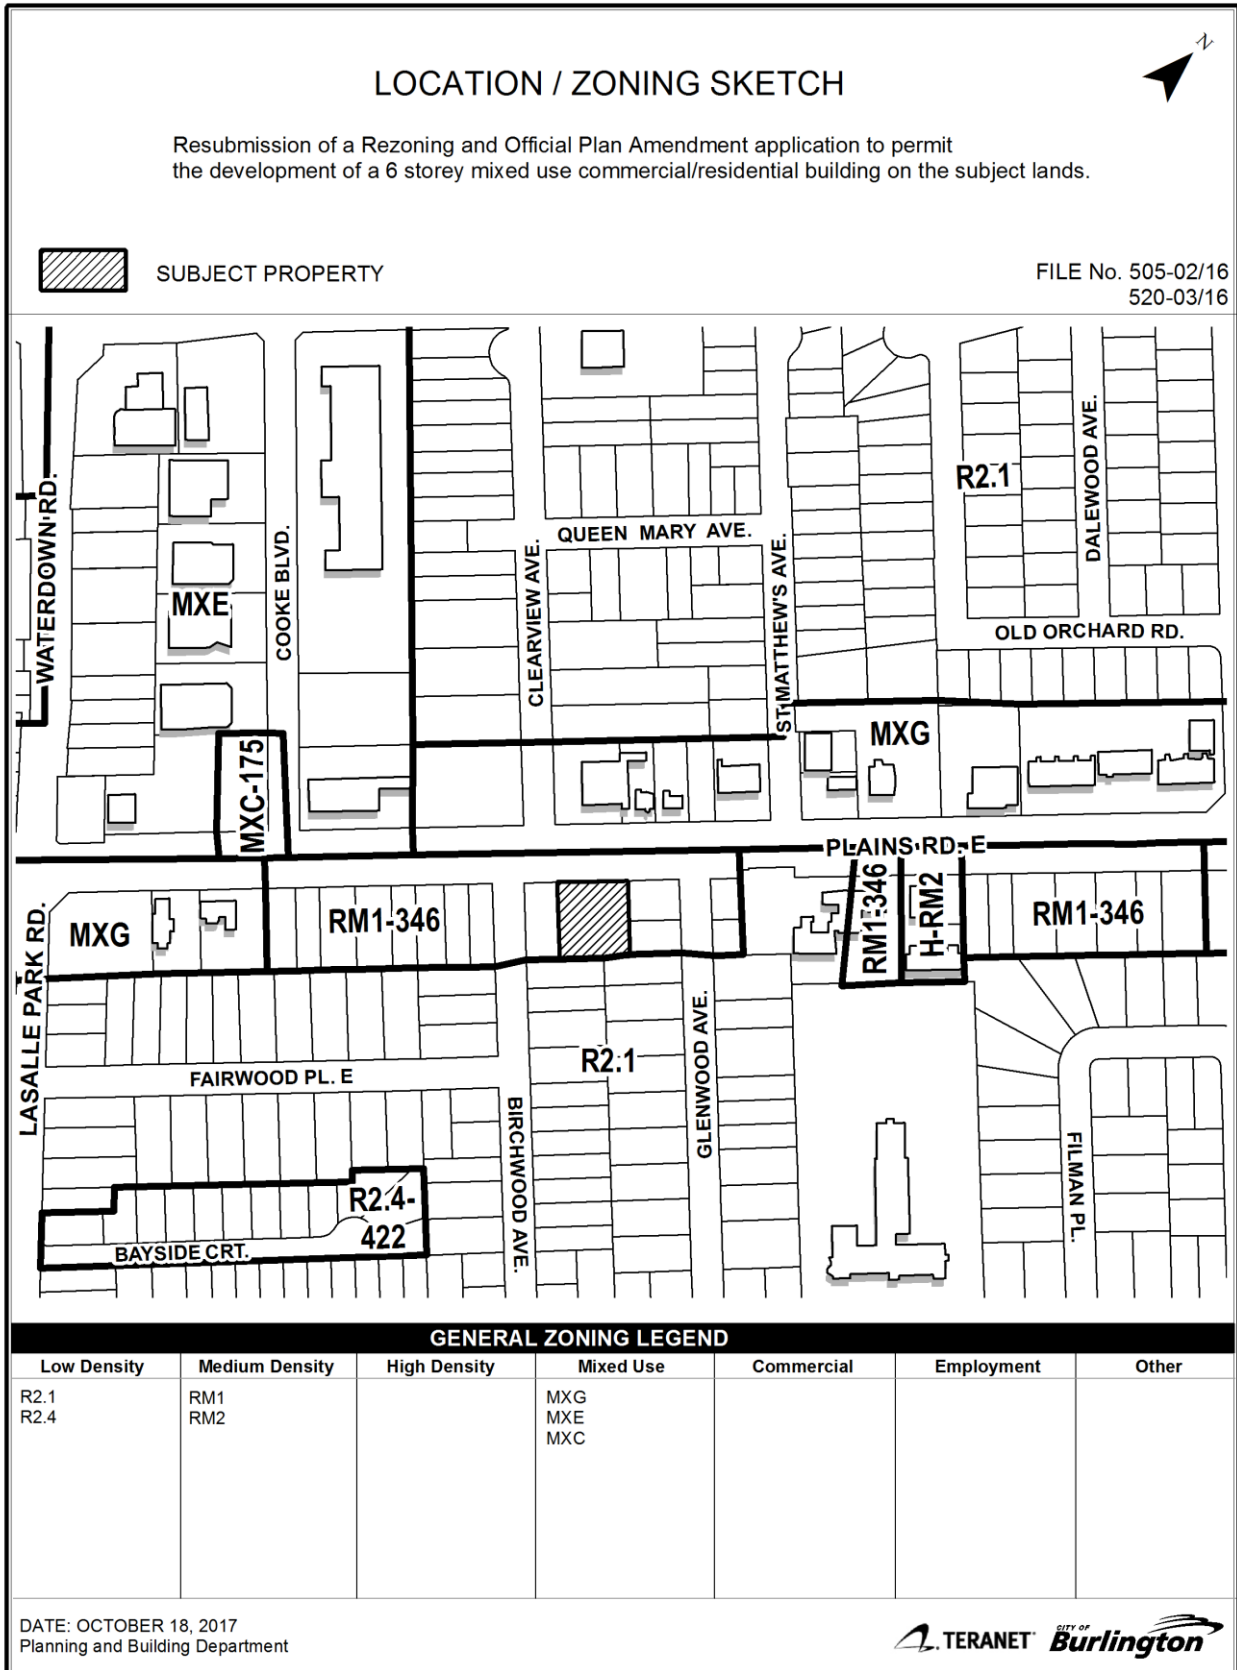 N
LOCATION / ZONING SKETCH
Resubmission of a Rezoning and Official Plan Amendment application to permit
the development of a 6 storey mixed use commercial/residential building on the subject lands.
SUBJECT PROPERTY
FILE No. 505-02/16
520-03/16
WATERDOWN RD.
COOKE BLVD.
MXE
MXC-175
CLEARVIEW AVE.
QUEEN MARY AVE.
ST.MATTHEW'S AVE.
R2.1
DALEWOOD AVE.
OLD ORCHARD RD.
MXG
PLAINS RD. E
LASALLE PARK RD.
MXG
RM1-346
RM1-346
H-RM2
RM1-346
FAIRWOOD PL. E
R2.1
BIRCHWOOD AVE.
GLENWOOD AVE.
FILMAN PL.
R2.4-
422
BAYSIDE CRT.
GENERAL ZONING LEGEND
Low Density Medium Density High Density Mixed Use Commercial Employment Other
R2.1 RM1 MXG
R2.4 RM2 MXE
MXC
DATE: OCTOBER 18, 2017
Planning and Building Department
TERANET
CITY OF
Burlington